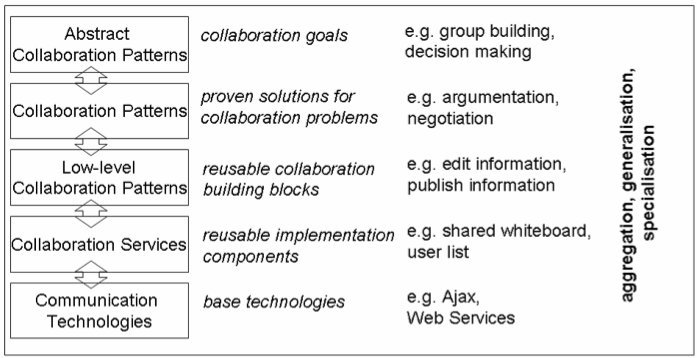 Abstract
Collaboration Patterns
collaboration goals
e.g. group building,
decision making
Collaboration Patterns
proven solutions for
collaboration problems
e.g. argumentation,
negotiation
Low-level
Collaboration Patterns
reusable collaboration
building blocks
e.g. edit information,
publish information
Collaboration Services
reusable implementation
components
e.g. shared whiteboard,
user list
Communication
Technologies
base technologies
e.g. Ajax,
Web Services
aggregation, generalisation,
specialisation